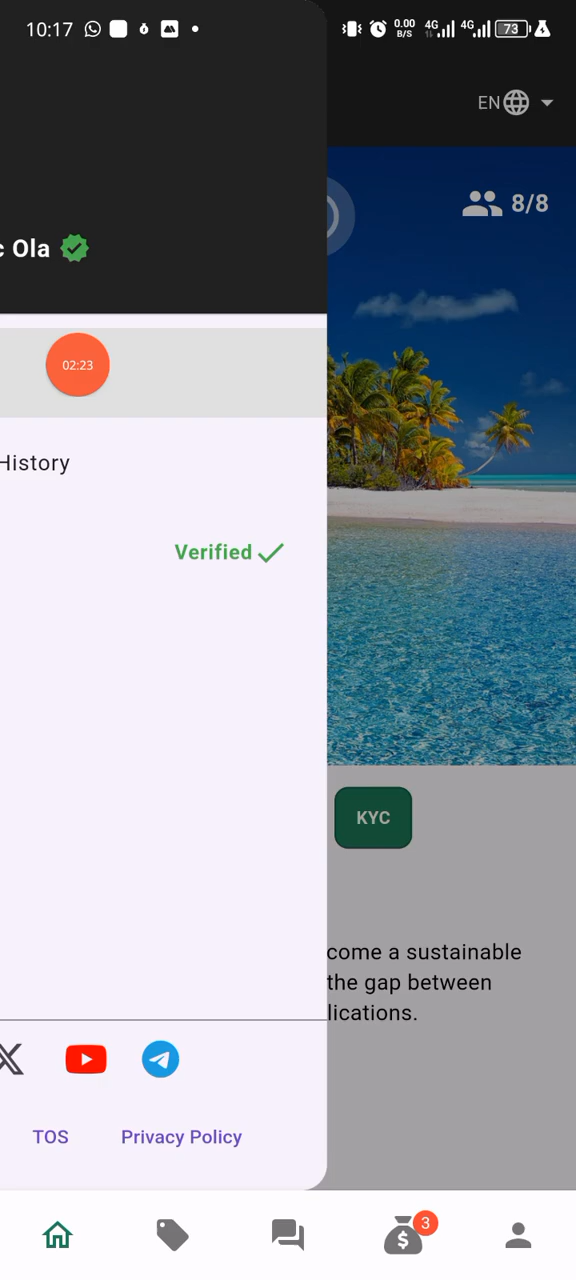 10:17
0.00
B/S
4G
4G
73
EN
8/8
c Ola
02:23
History
Verified
KYC
come a sustainable
the gap between
lications.
TOS
Privacy Policy
3